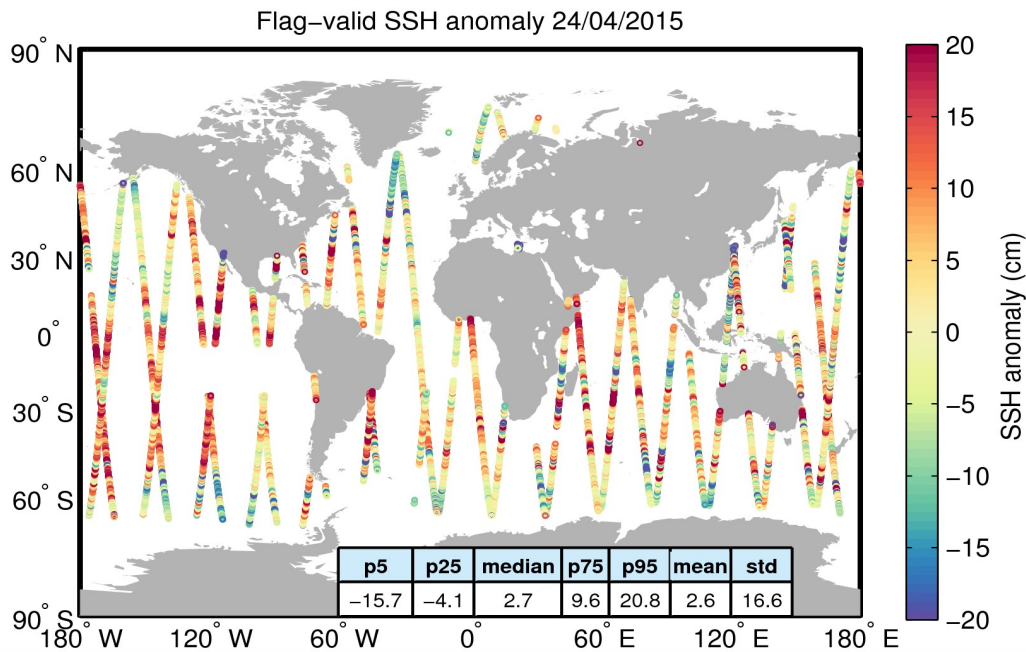 Flag−valid SSH anomaly 24/04/2015
90° N
60° N
30° N
0°
30° S
60° S
90° S
180° W
120° W
60° W
0°
60° E
120° E
180° E
p5 p25 median p75 p95 mean std
−15.7 −4.1 2.7 9.6 20.8 2.6 16.6
20
15
10
5
0
−5
−10
−15
−20
SSH anomaly (cm)